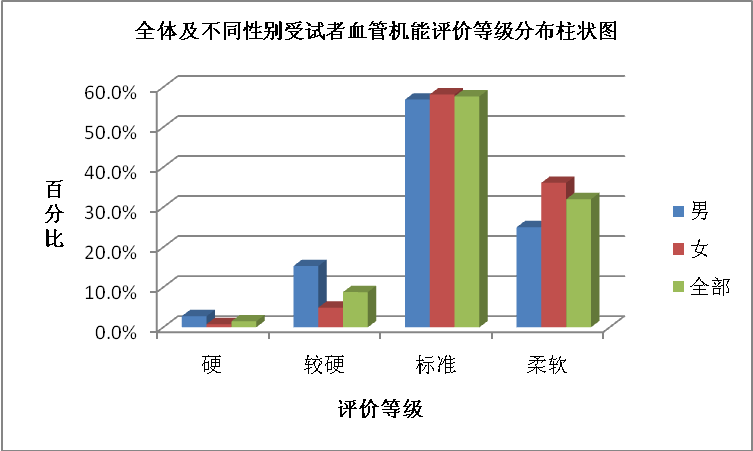 全体及不同性别受试者血管机能评价等级分布柱状图
60.0%
50.0%
40.0%
30.0%
20.0%
10.0%
0.0%
百分比
硬
较硬
标准
柔软
评价等级
男
女
全部